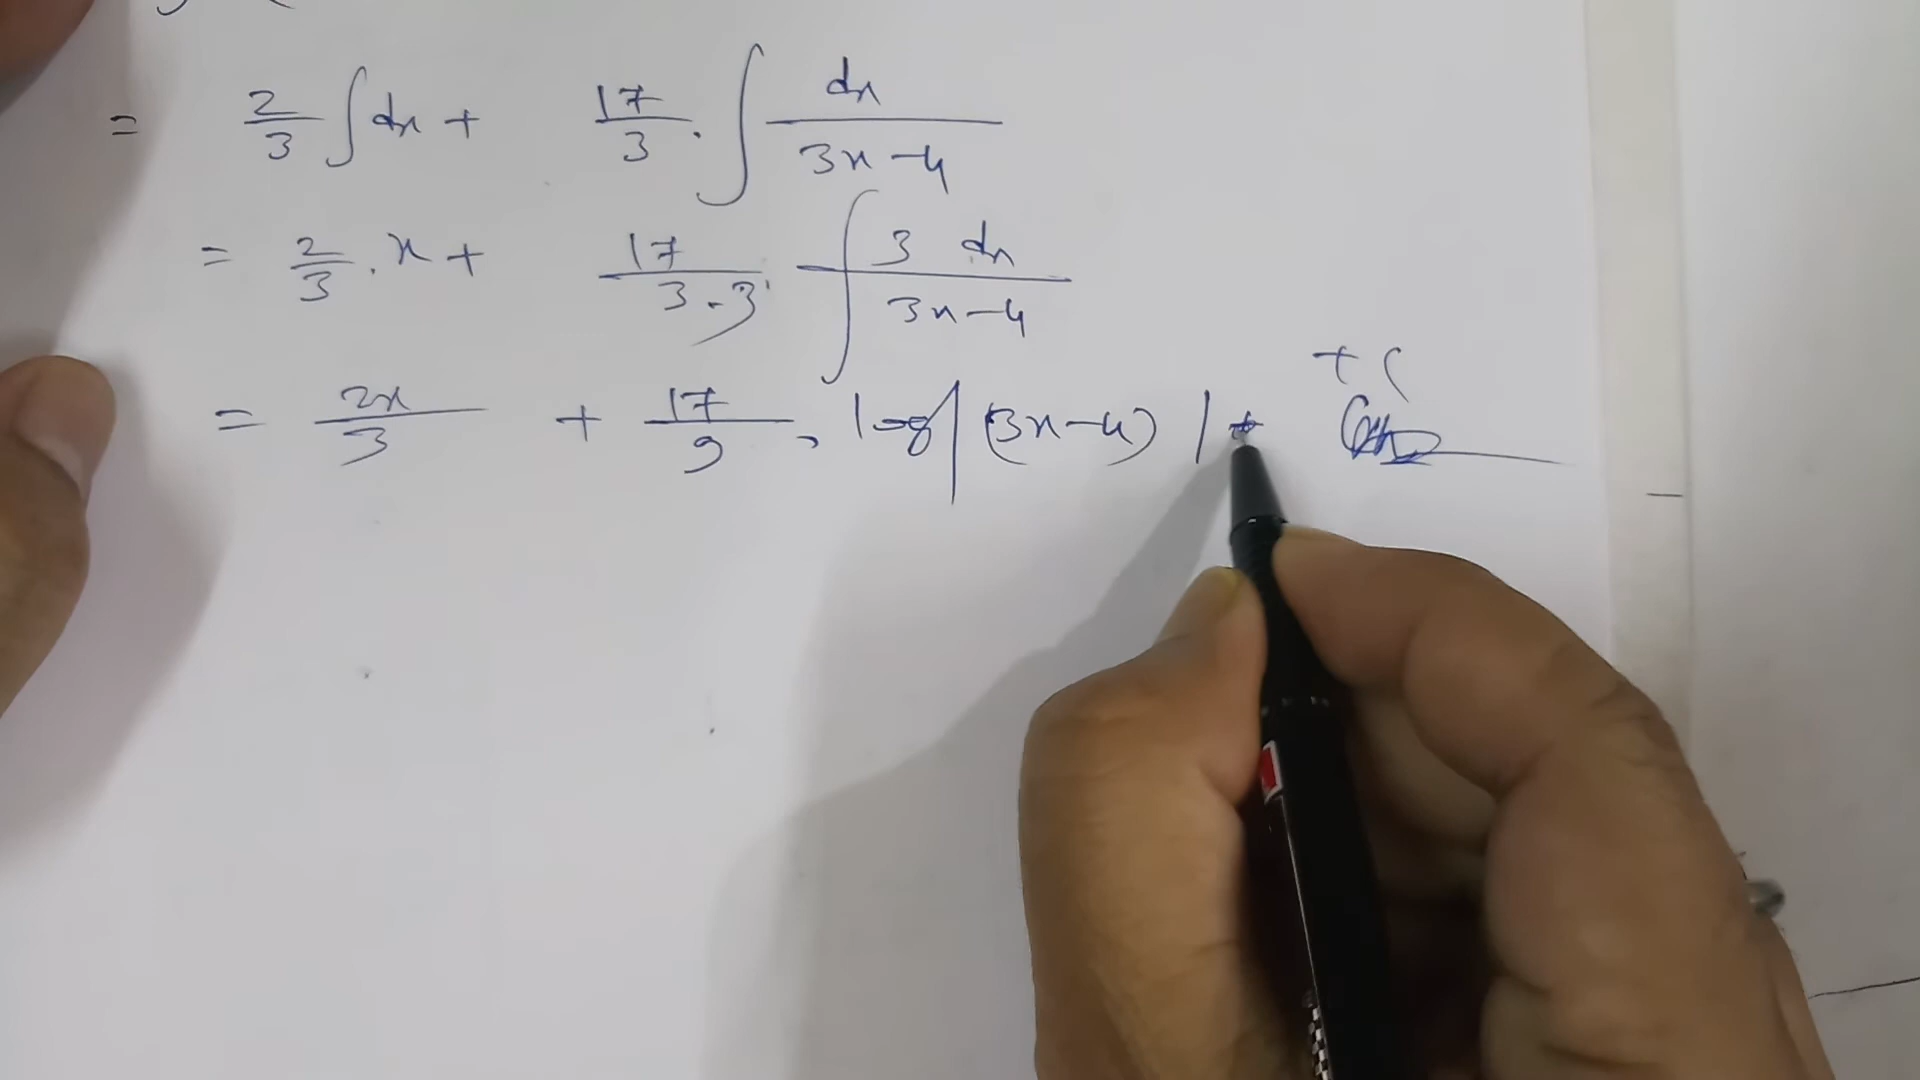 = 2/3 ∫ dx + 17/3 . ∫ dx/(3x-4)
= 2/3 . x + 17/(3.3) ∫ 3 dx/(3x-4)
+ C
= 2x/3 + 17/9 . log |(3x-4)| +